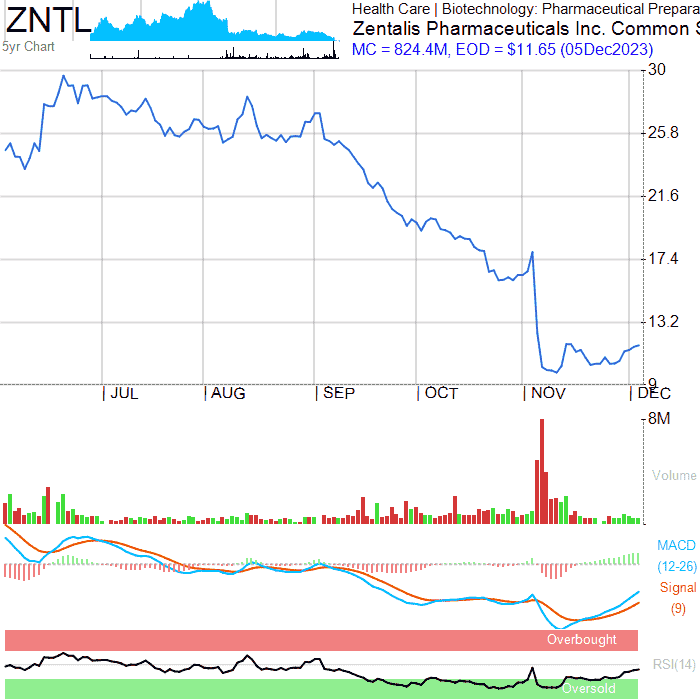 ZNTL
5yr Chart
Health Care | Biotechnology: Pharmaceutical Prepara
Zentalis Pharmaceuticals Inc. Common S
MC = 824.4M, EOD = $11.65 (05Dec2023)
30
25.8
21.6
17.4
13.2
9
JUL
AUG
SEP
OCT
NOV
DEC
8M
Volume
MACD
(12-26)
Signal
(9)
Overbought
RSI(14)
Oversold